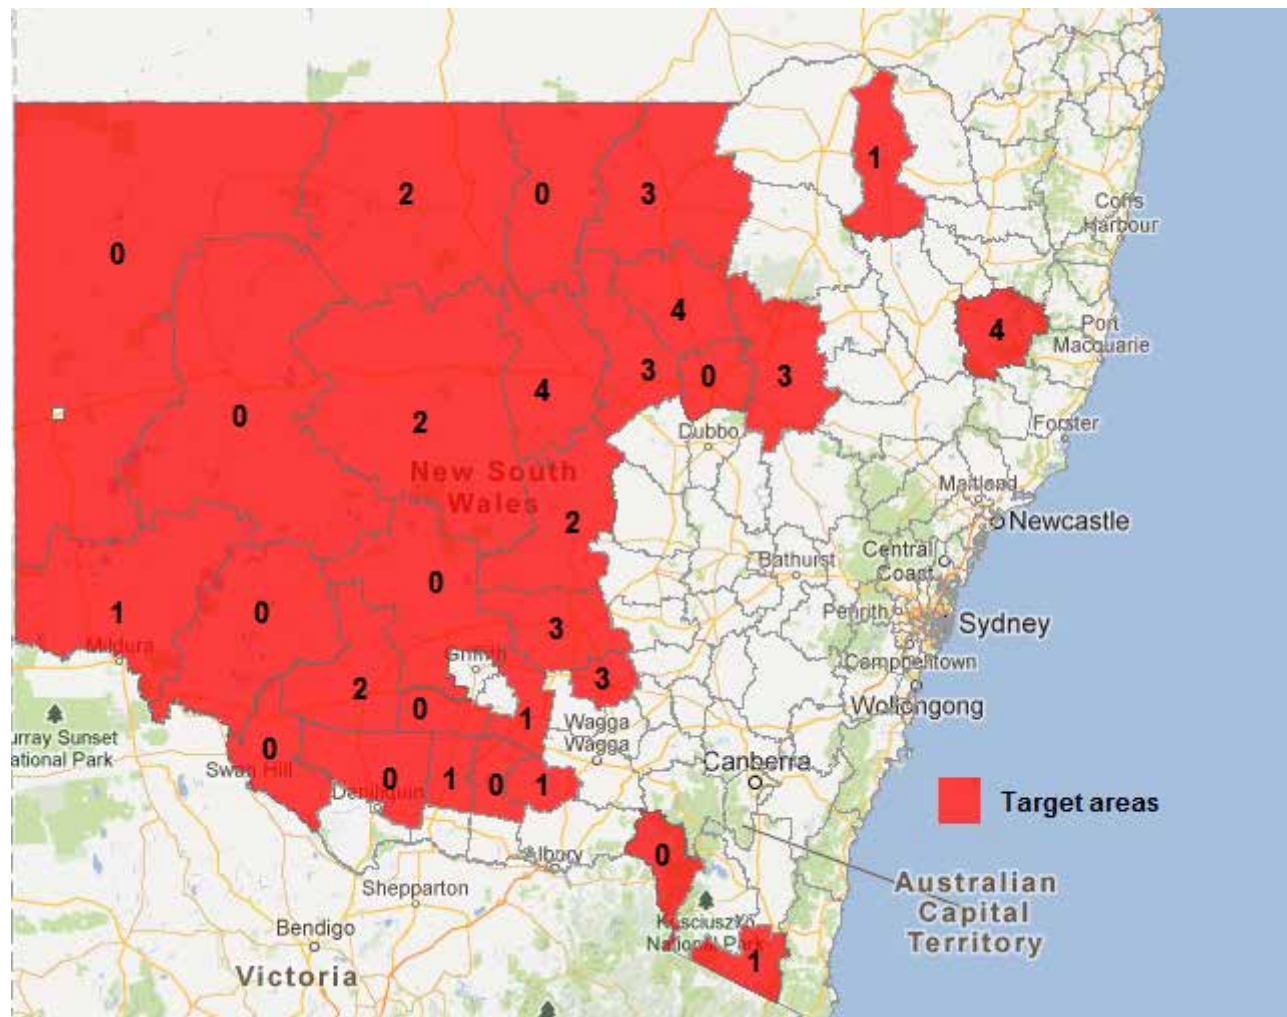 1
2
0
3
Coffs
Harbour
0
4
4
Port
Macquarie
3
0
3
4
0
2
Forster
Dubbo
New South
Wales
Maitland
2
Newcastle
Bathurst
Central
Coast
0
1
0
Penrith
Sydney
3
Mildura
Griffith
Campbelltown
3
2
0
1
Wollongong
Wagga
Wagga
Murray Sunset
National Park
0
Swan Hill
Canberra
0
1
0
1
Deniliquin
Target areas
Albury
0
Australian
Capital
Territory
Shepparton
Kosciuszko
National Park
Bendigo
1
Victoria